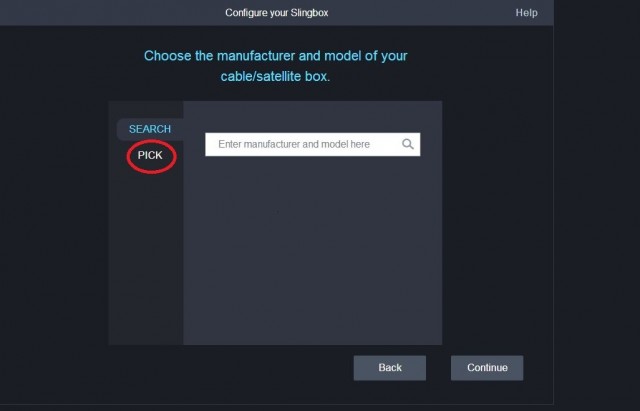 Configure your Slingbox
Help
Choose the manufacturer and model of your
cable/satellite box.
SEARCH
PICK
Enter manufacturer and model here
Back
Continue